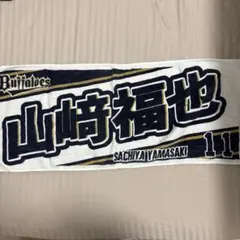 Buffaloes
山﨑福也
SACHIYA YAMASAKI
11